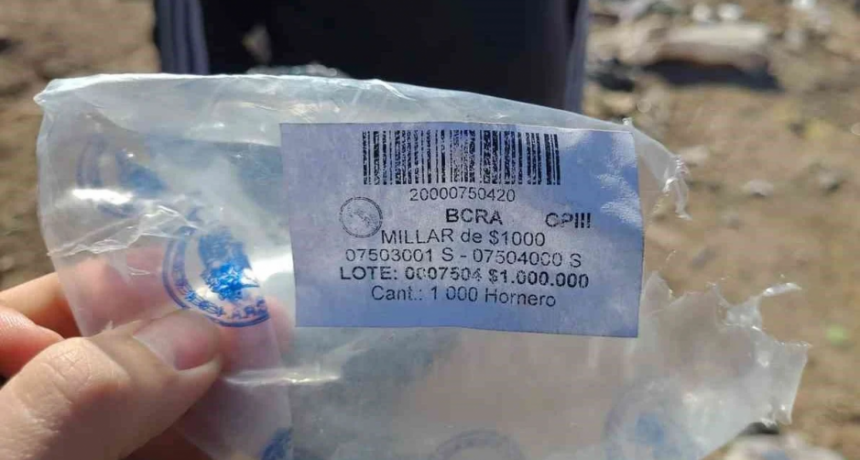 20000750420
BCRA CPIII
MILLAR de $1000
07503001 S - 07504000 S
LOTE: 0007504 $1.000.000
Cant.: 1 000 Hornero